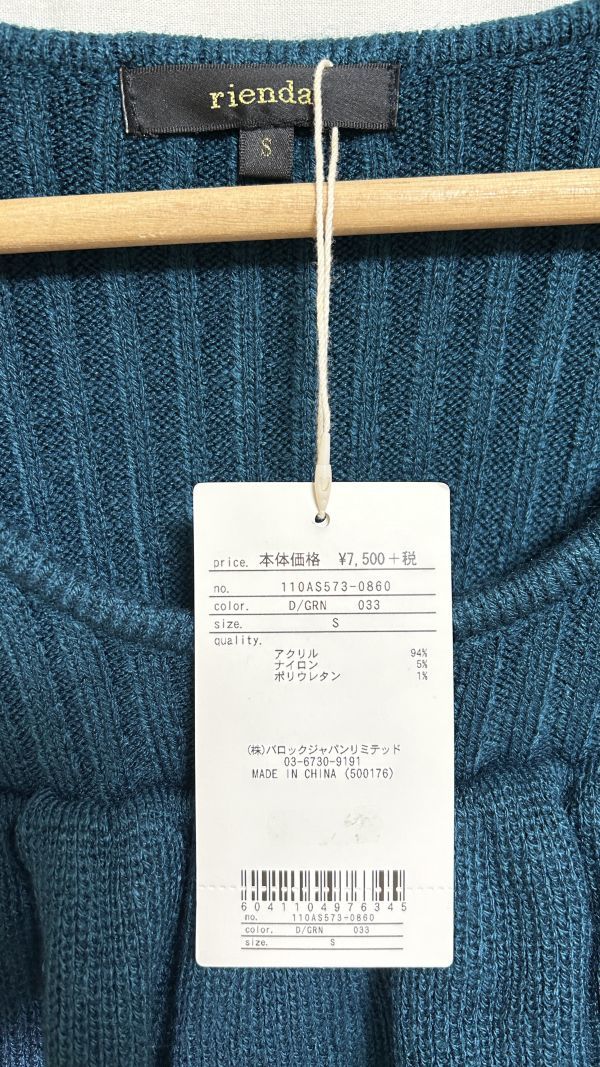 rienda
S
price. 本体価格 ¥7,500+税
no. 110AS573-0860
color. D/GRN 033
size. S
quality.
アクリル 94%
ナイロン 5%
ポリウレタン 1%
(株)バロックジャパンリミテッド
03-6730-9191
MADE IN CHINA (500176)
6041104976345
no. 110AS573-0860
color. D/GRN 033
size. S